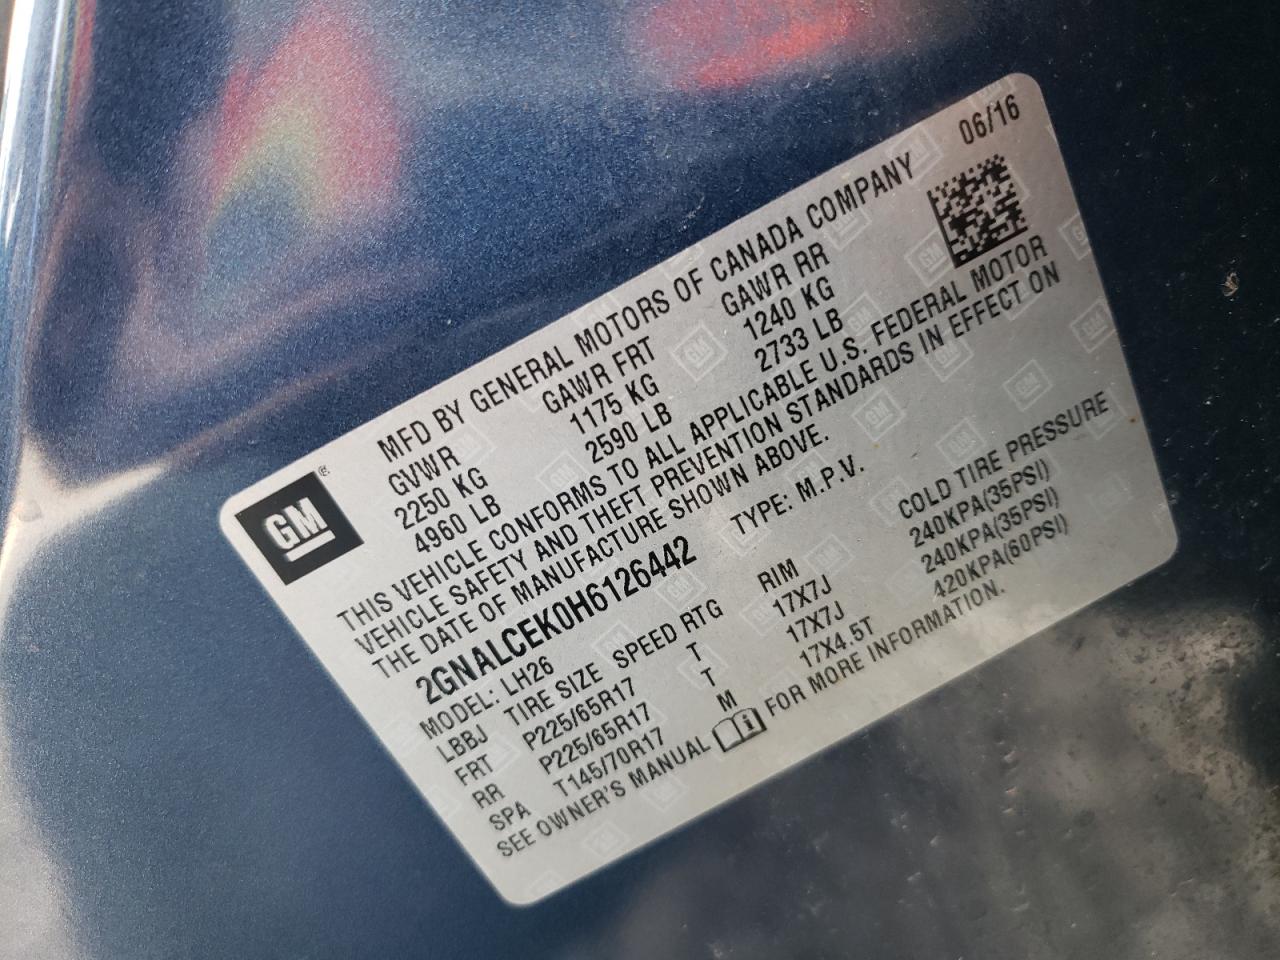 GM®
MFD BY GENERAL MOTORS OF CANADA COMPANY 06/16
GVWR GAWR FRT GAWR RR
2250 KG 1175 KG 1240 KG
4960 LB 2590 LB 2733 LB
THIS VEHICLE CONFORMS TO ALL APPLICABLE U.S. FEDERAL MOTOR
VEHICLE SAFETY AND THEFT PREVENTION STANDARDS IN EFFECT ON
THE DATE OF MANUFACTURE SHOWN ABOVE.
2GNALCEK0H6126442 TYPE: M.P.V.
MODEL: LH26
LBBJ TIRE SIZE SPEED RTG RIM COLD TIRE PRESSURE
FRT P225/65R17 T 17X7J 240KPA(35PSI)
RR P225/65R17 T 17X7J 240KPA(35PSI)
SPA T145/70R17 M 17X4.5T 420KPA(60PSI)
SEE OWNER'S MANUAL FOR MORE INFORMATION.